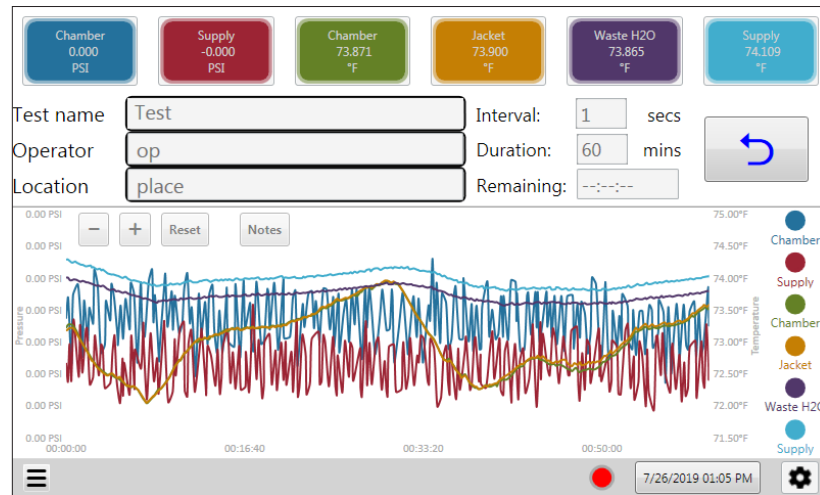 Chamber
0.000
PSI
Supply
-0.000
PSI
Chamber
73.871
°F
Jacket
73.900
°F
Waste H2O
73.865
°F
Supply
74.109
°F
Test name Test
Operator op
Location place
Interval: 1 secs
Duration: 60 mins
Remaining: --:--:--
− + Reset Notes
0.00 PSI
0.00 PSI
0.00 PSI
0.00 PSI
0.00 PSI
0.00 PSI
0.00 PSI
0.00 PSI
Pressure
00:00:00 00:16:40 00:33:20 00:50:00
75.00°F
74.50°F
74.00°F
73.50°F
73.00°F
72.50°F
72.00°F
71.50°F
Temperature
Chamber
Supply
Chamber
Jacket
Waste H2O
Supply
7/26/2019 01:05 PM